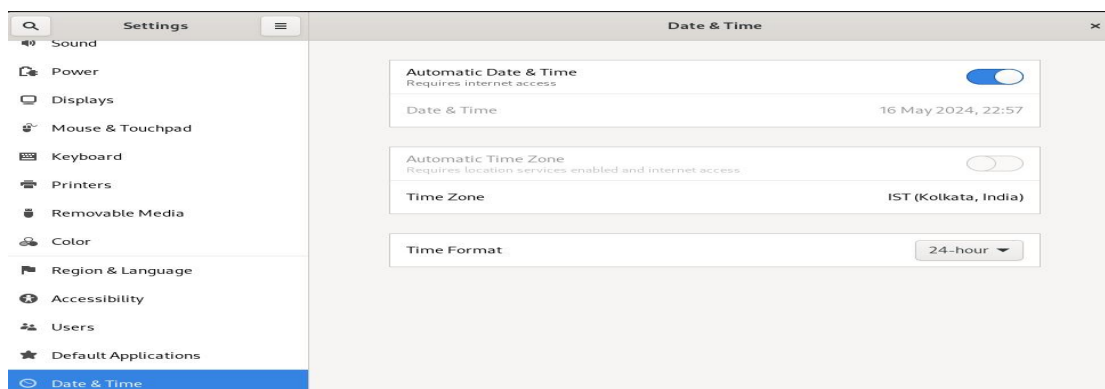 Settings
Date & Time
Sound
Power
Displays
Mouse & Touchpad
Keyboard
Printers
Removable Media
Color
Region & Language
Accessibility
Users
Default Applications
Date & Time
Automatic Date & Time
Requires internet access
Date & Time 16 May 2024, 22:57
Automatic Time Zone
Requires location services enabled and internet access
Time Zone IST (Kolkata, India)
Time Format 24-hour